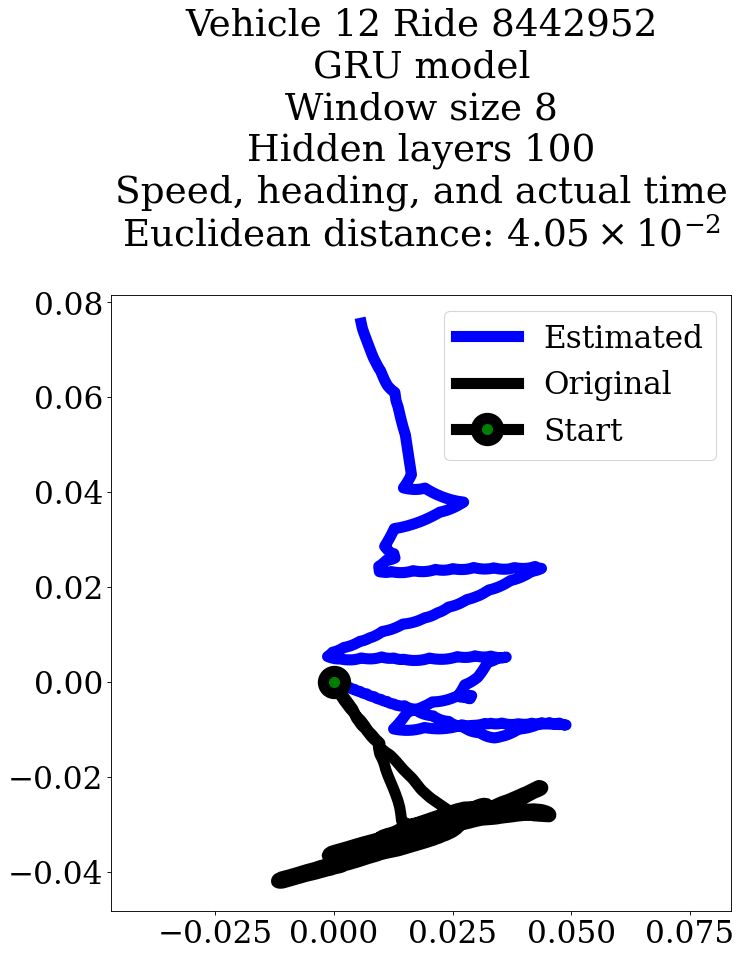 Vehicle 12 Ride 8442952
GRU model
Window size 8
Hidden layers 100
Speed, heading, and actual time
Euclidean distance: 4.05 × 10⁻²
Estimated
Original
Start
0.08
0.06
0.04
0.02
0.00
−0.02
−0.04
−0.025 0.000 0.025 0.050 0.075